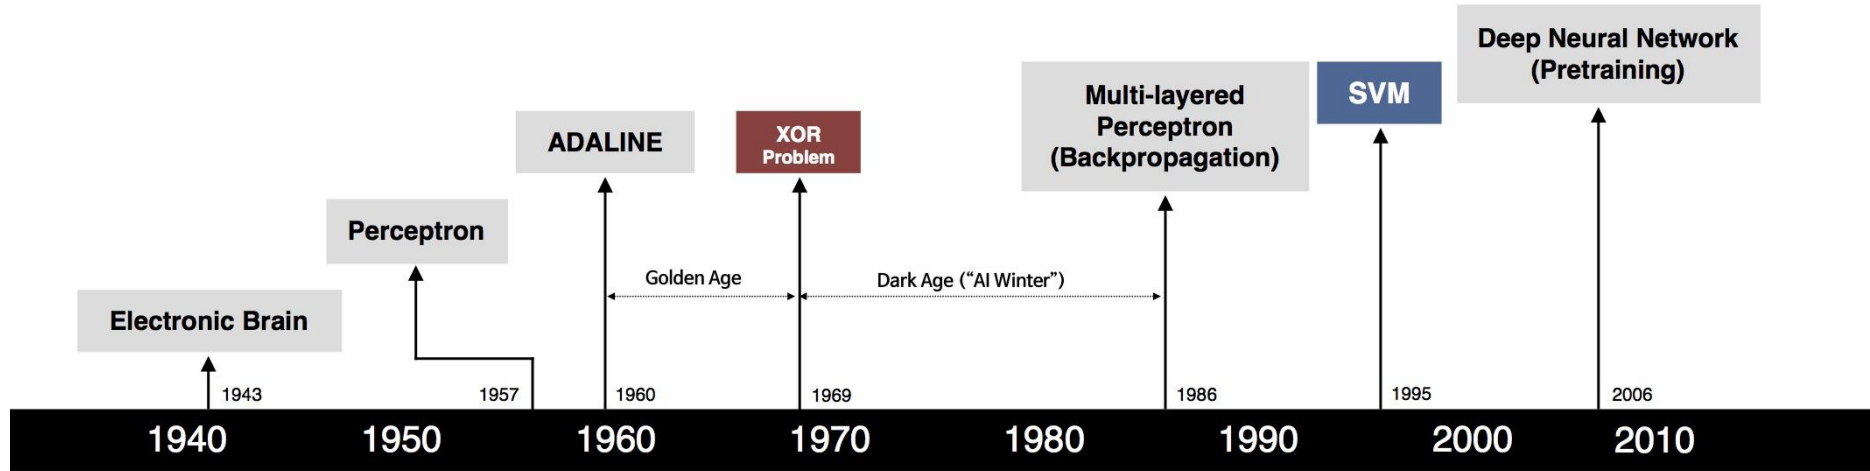 Deep Neural Network
(Pretraining)
Multi-layered
Perceptron
(Backpropagation)
SVM
ADALINE
XOR
Problem
Perceptron
Golden Age
Dark Age (“AI Winter”)
Electronic Brain
1943
1957
1960
1969
1986
1995
2006
1940
1950
1960
1970
1980
1990
2000
2010